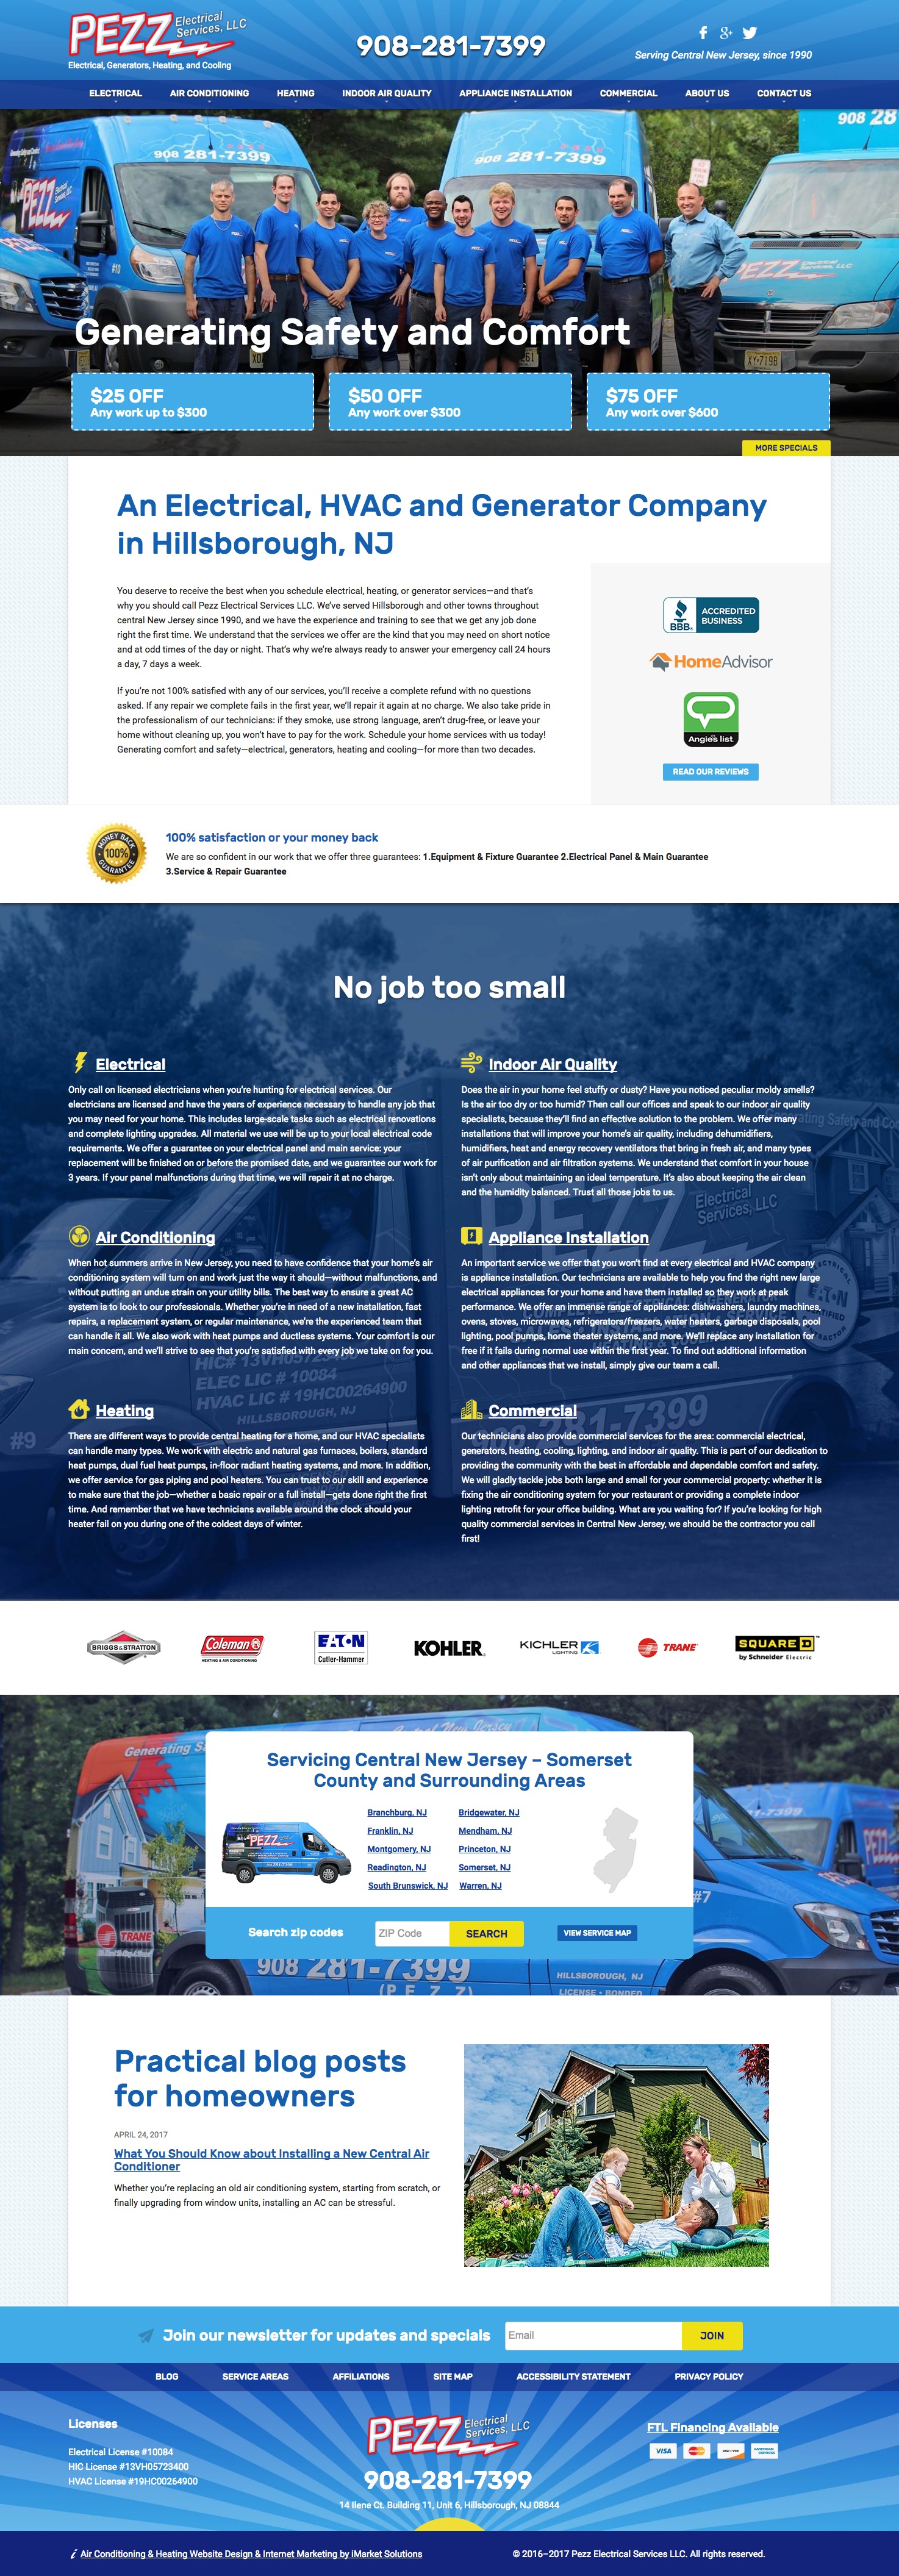 PEZZ Electrical Services, LLC
Electrical, Generators, Heating, and Cooling
908-281-7399
Serving Central New Jersey, since 1990
ELECTRICAL
AIR CONDITIONING
HEATING
INDOOR AIR QUALITY
APPLIANCE INSTALLATION
COMMERCIAL
ABOUT US
CONTACT US
908 281-7399
908 281-7399
908 28
PEZZ
PEZZ
Generating Safety and Comfort
$25 OFF
Any work up to $300
$50 OFF
Any work over $300
$75 OFF
Any work over $600
MORE SPECIALS
An Electrical, HVAC and Generator Company
in Hillsborough, NJ
You deserve to receive the best when you schedule electrical, heating, or generator services—and that's
why you should call Pezz Electrical Services LLC. We've served Hillsborough and other towns throughout
central New Jersey since 1990, and we have the experience and training to see that we get any job done
right the first time. We understand that the services we offer are the kind that you may need on short notice
and at odd times of the day or night. That's why we're always ready to answer your emergency call 24 hours
a day, 7 days a week.
If you're not 100% satisfied with any of our services, you'll receive a complete refund with no questions
asked. If any repair we complete fails in the first year, we'll repair it again at no charge. We also take pride in
the professionalism of our technicians: if they smoke, use strong language, aren't drug-free, or leave your
home without cleaning up, you won't have to pay for the work. Schedule your home services with us today!
Generating comfort and safety—electrical, generators, heating and cooling—for more than two decades.
BBB. ACCREDITED BUSINESS
HomeAdvisor
Angie's list
READ OUR REVIEWS
MONEY BACK 100% GUARANTEE
100% satisfaction or your money back
We are so confident in our work that we offer three guarantees: 1.Equipment & Fixture Guarantee 2.Electrical Panel & Main Guarantee
3.Service & Repair Guarantee
No job too small
Electrical
Only call on licensed electricians when you're hunting for electrical services. Our
electricians are licensed and have the years of experience necessary to handle any job that
you may need for your home. This includes large-scale tasks such as electrical renovations
and complete lighting upgrades. All material we use will be up to your local electrical code
requirements. We offer a guarantee on your electrical panel and main service: your
replacement will be finished on or before the promised date, and we guarantee our work for
3 years. If your panel malfunctions during that time, we will repair it at no charge.
Indoor Air Quality
Does the air in your home feel stuffy or dusty? Have you noticed peculiar moldy smells?
Is the air too dry or too humid? Then call our offices and speak to our indoor air quality
specialists, because they'll find an effective solution to the problem. We offer many
installations that will improve your home's air quality, including dehumidifiers,
humidifiers, heat and energy recovery ventilators that bring in fresh air, and many types
of air purification and air filtration systems. We understand that comfort in your house
isn't only about maintaining an ideal temperature. It's also about keeping the air clean
and the humidity balanced. Trust all those jobs to us.
Air Conditioning
When hot summers arrive in New Jersey, you need to have confidence that your home's air
conditioning system will turn on and work just the way it should—without malfunctions, and
without putting an undue strain on your utility bills. The best way to ensure a great AC
system is to look to our professionals. Whether you're in need of a new installation, fast
repairs, a replacement system, or regular maintenance, we're the experienced team that
can handle it all. We also work with heat pumps and ductless systems. Your comfort is our
main concern, and we'll strive to see that you're satisfied with every job we take on for you.
Appliance Installation
An important service we offer that you won't find at every electrical and HVAC company
is appliance installation. Our technicians are available to help you find the right new large
electrical appliances for your home and have them installed so they work at peak
performance. We offer an immense range of appliances: dishwashers, laundry machines,
ovens, stoves, microwaves, refrigerators/freezers, water heaters, garbage disposals, pool
lighting, pool pumps, home theater systems, and more. We'll replace any installation for
free if it fails during normal use within the first year. To find out additional information
and other appliances that we install, simply give our team a call.
Heating
There are different ways to provide central heating for a home, and our HVAC specialists
can handle many types. We work with electric and natural gas furnaces, boilers, standard
heat pumps, dual fuel heat pumps, in-floor radiant heating systems, and more. In addition,
we offer service for gas piping and pool heaters. You can trust to our skill and experience
to make sure that the job—whether a basic repair or a full install—gets done right the first
time. And remember that we have technicians available around the clock should your
heater fail on you during one of the coldest days of winter.
Commercial
Our technicians also provide commercial services for the area: commercial electrical,
generators, heating, cooling, lighting, and indoor air quality. This is part of our dedication to
providing the community with the best in affordable and dependable comfort and safety.
We will gladly tackle jobs both large and small for your commercial property: whether it is
fixing the air conditioning system for your restaurant or providing a complete indoor
lighting retrofit for your office building. What are you waiting for? If you're looking for high
quality commercial services in Central New Jersey, we should be the contractor you call
first!
PEZZ Electrical Services, LLC
HIC# 13VH05723400
ELEC LIC # 10084
HVAC LIC # 19HC00264900
HILLSBOROUGH, NJ
#9
BRIGGS & STRATTON
Coleman HEATING & AIR CONDITIONING
EATON Cutler-Hammer
KOHLER
KICHLER LIGHTING
TRANE
SQUARE D by Schneider Electric
Servicing Central New Jersey – Somerset
County and Surrounding Areas
Branchburg, NJ
Bridgewater, NJ
Franklin, NJ
Mendham, NJ
Montgomery, NJ
Princeton, NJ
Readington, NJ
Somerset, NJ
South Brunswick, NJ
Warren, NJ
Search zip codes
ZIP Code
SEARCH
VIEW SERVICE MAP
TRANE
#7
908 281-7399
(PEZZ)
HILLSBOROUGH, NJ
LICENSE • BONDED
Practical blog posts
for homeowners
APRIL 24, 2017
What You Should Know about Installing a New Central Air
Conditioner
Whether you're replacing an old air conditioning system, starting from scratch, or
finally upgrading from window units, installing an AC can be stressful.
Join our newsletter for updates and specials
Email
JOIN
BLOG
SERVICE AREAS
AFFILIATIONS
SITE MAP
ACCESSIBILITY STATEMENT
PRIVACY POLICY
Licenses
Electrical License #10084
HIC License #13VH05723400
HVAC License #19HC00264900
PEZZ Electrical Services, LLC
908-281-7399
14 Ilene Ct. Building 11, Unit 6, Hillsborough, NJ 08844
FTL Financing Available
VISA
MasterCard
DISCOVER
AMERICAN EXPRESS
Air Conditioning & Heating Website Design & Internet Marketing by iMarket Solutions
© 2016–2017 Pezz Electrical Services LLC. All rights reserved.